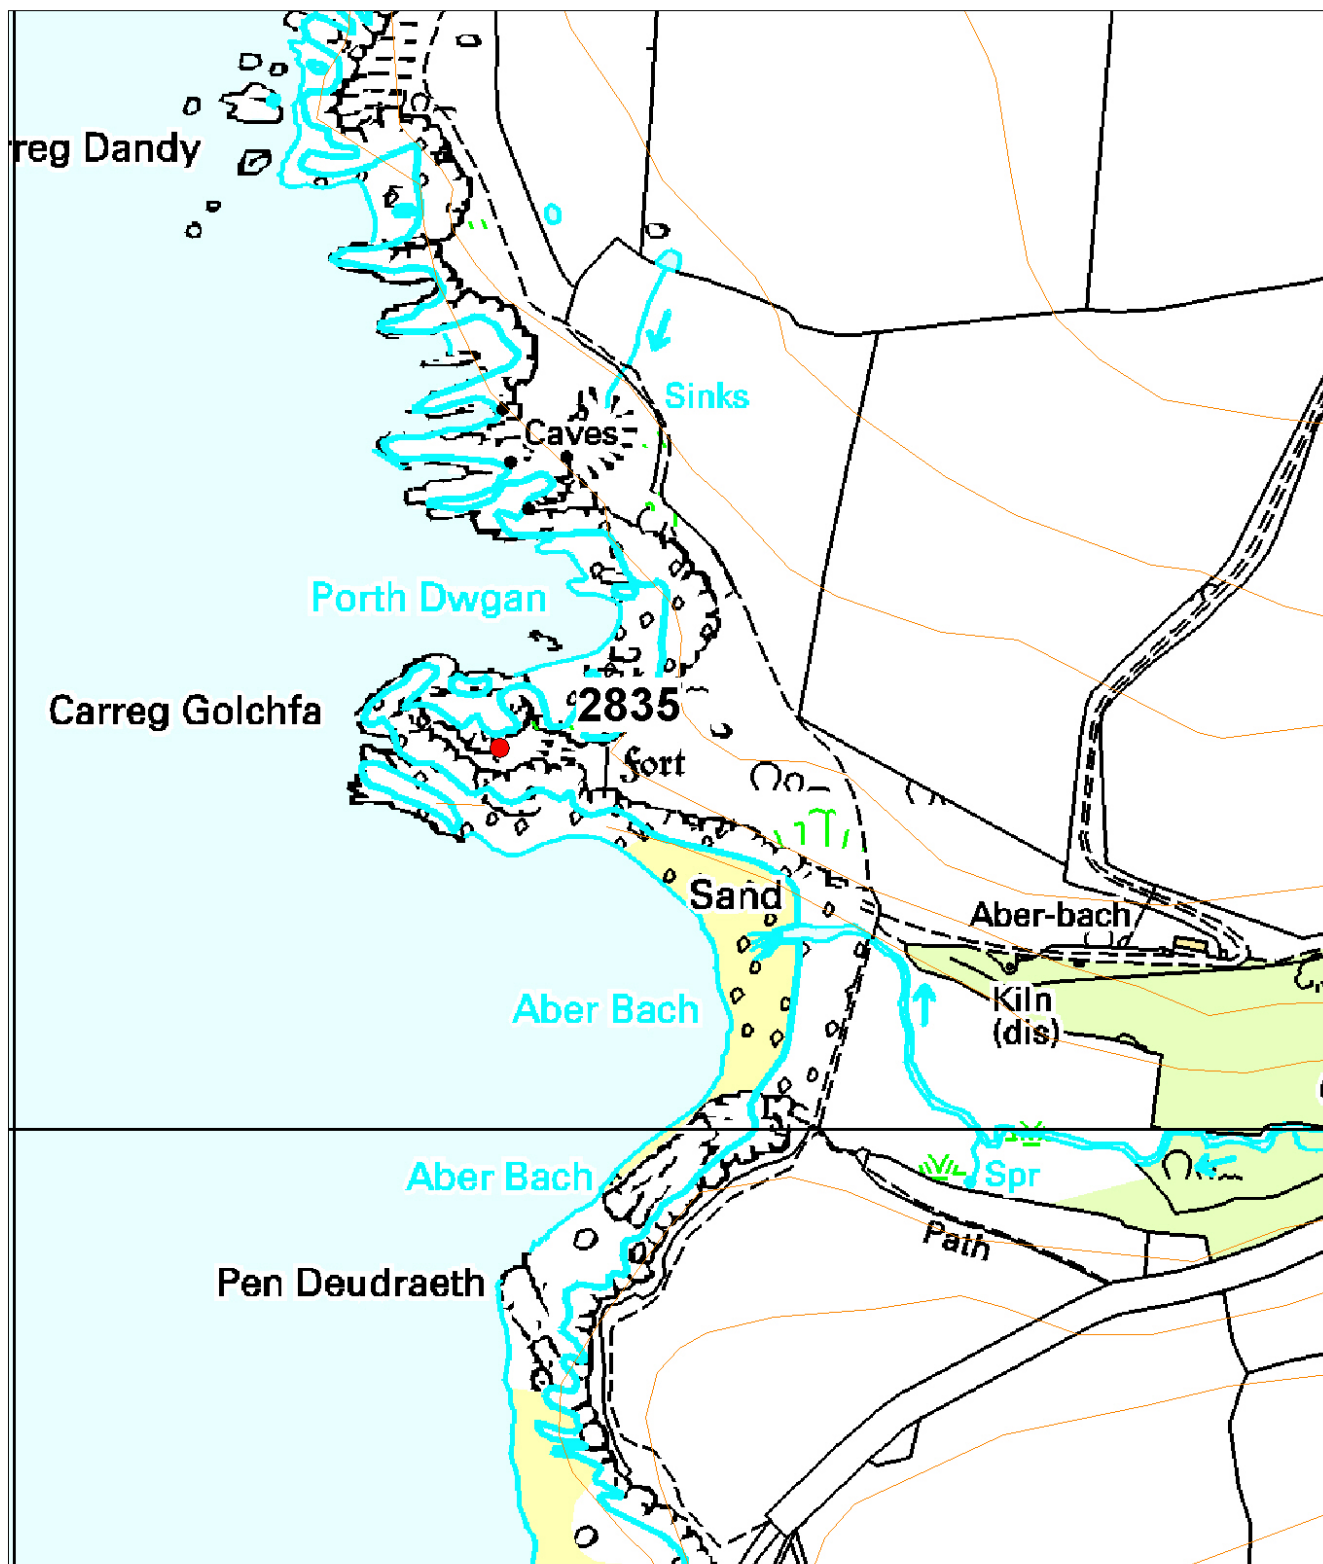 reg Dandy
Sinks
Caves
Porth Dwgan
Carreg Golchfa
2835
fort
Sand
Aber-bach
Aber Bach
Kiln
(dis)
Aber Bach
Spr
Path
Pen Deudraeth